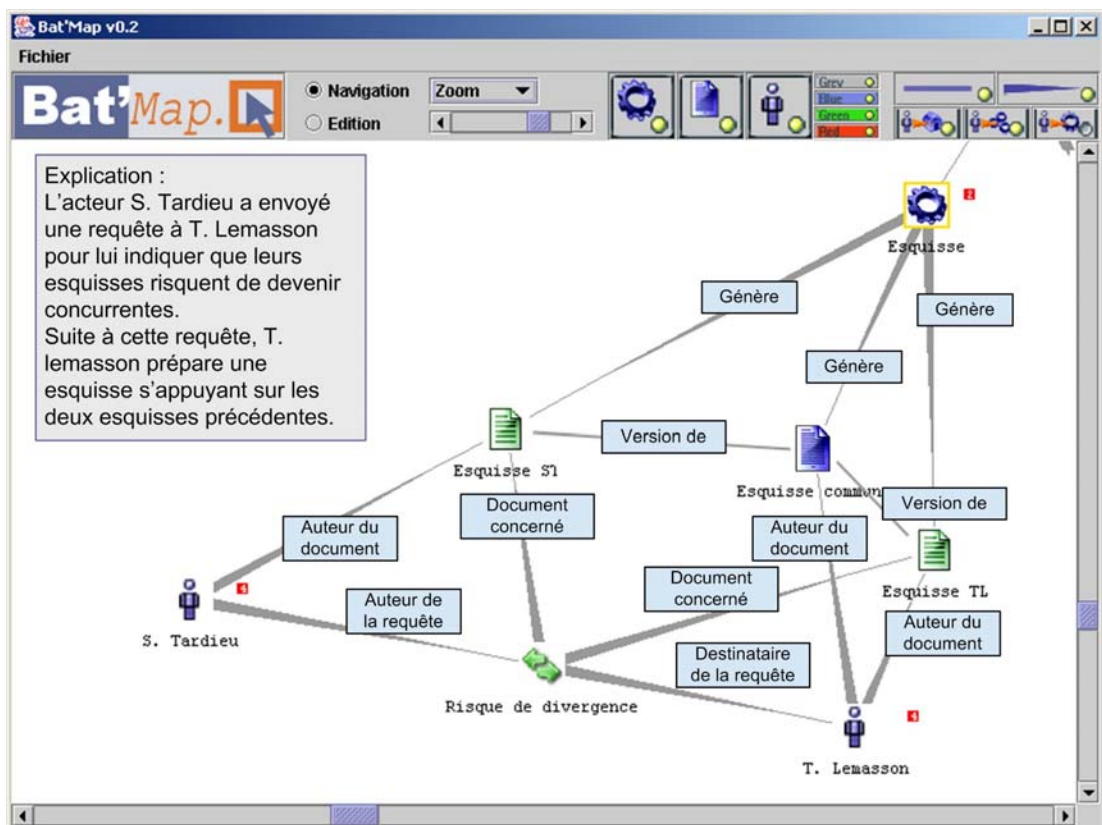 Bat'Map v0.2
Fichier
Bat'Map.
Navigation
Edition
Zoom
Grey
Blue
Green
Red
Explication :
L'acteur S. Tardieu a envoyé
une requête à T. Lemasson
pour lui indiquer que leurs
esquisses risquent de devenir
concurrentes.
Suite à cette requête, T.
lemasson prépare une
esquisse s'appuyant sur les
deux esquisses précédentes.
2
Esquisse
Génère
Génère
Génère
Version de
Esquisse
Esquisse commun
Document
concerné
Version de
Auteur du
document
Auteur du
document
Esquisse TL
Document
concerné
4
Auteur de
la requête
S. Tardieu
Auteur du
document
Destinataire
de la requête
Risque de divergence
4
T. Lemasson